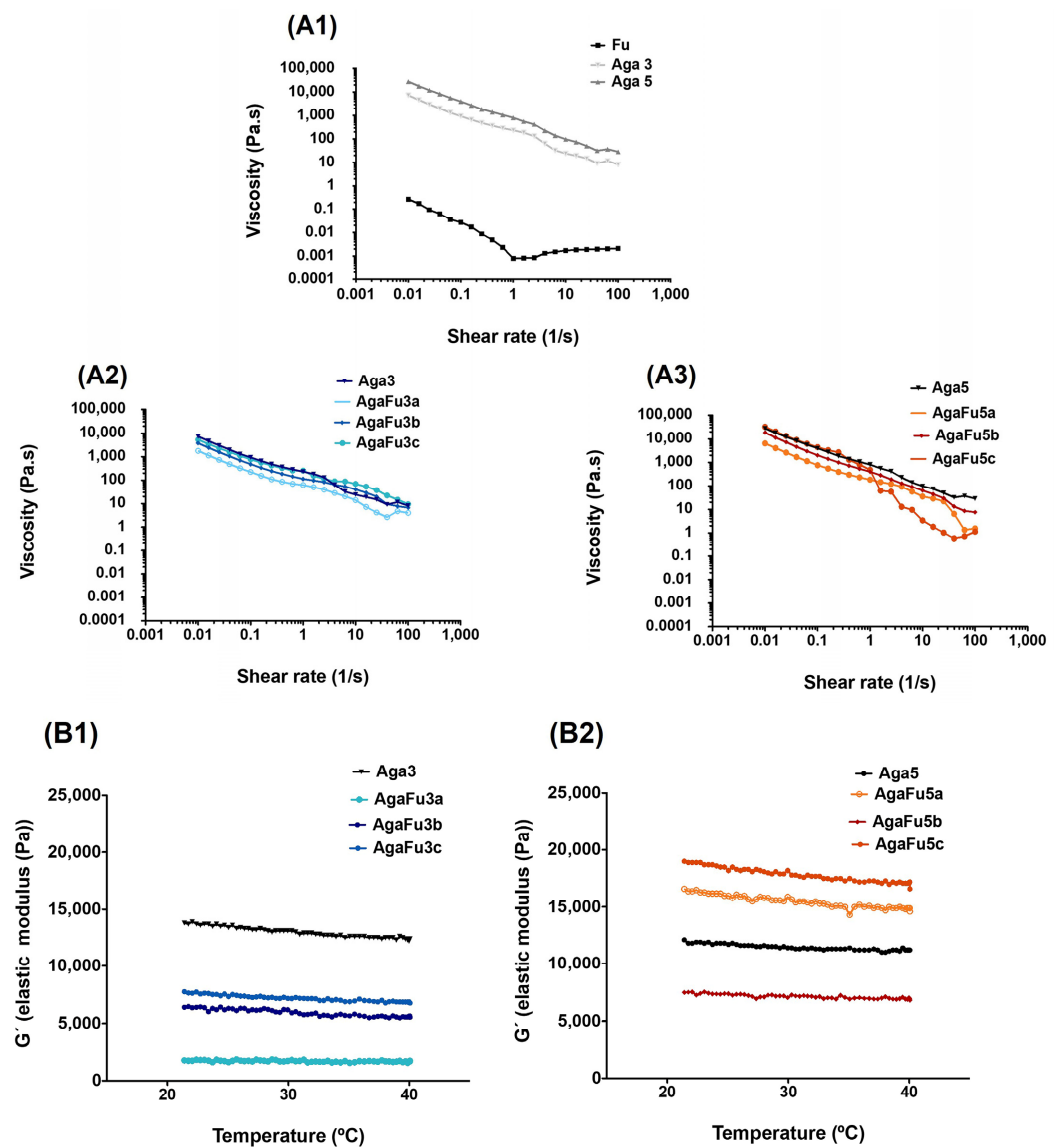 (A1)
Fu
Aga 3
Aga 5
Viscosity (Pa.s)
100,000
10,000
1,000
100
10
1
0.1
0.01
0.001
0.0001
0.001 0.01 0.1 1 10 100 1,000
Shear rate (1/s)
(A2)
Aga3
AgaFu3a
AgaFu3b
AgaFu3c
Viscosity (Pa.s)
100,000
10,000
1,000
100
10
1
0.1
0.01
0.001
0.0001
0.001 0.01 0.1 1 10 100 1,000
Shear rate (1/s)
(A3)
Aga5
AgaFu5a
AgaFu5b
AgaFu5c
Viscosity (Pa.s)
100,000
10,000
1,000
100
10
1
0.1
0.01
0.001
0.0001
0.001 0.01 0.1 1 10 100 1,000
Shear rate (1/s)
(B1)
Aga3
AgaFu3a
AgaFu3b
AgaFu3c
G´ (elastic modulus (Pa))
25,000
20,000
15,000
10,000
5,000
0
20 30 40
Temperature (ºC)
(B2)
Aga5
AgaFu5a
AgaFu5b
AgaFu5c
G´ (elastic modulus (Pa))
25,000
20,000
15,000
10,000
5,000
0
20 30 40
Temperature (ºC)